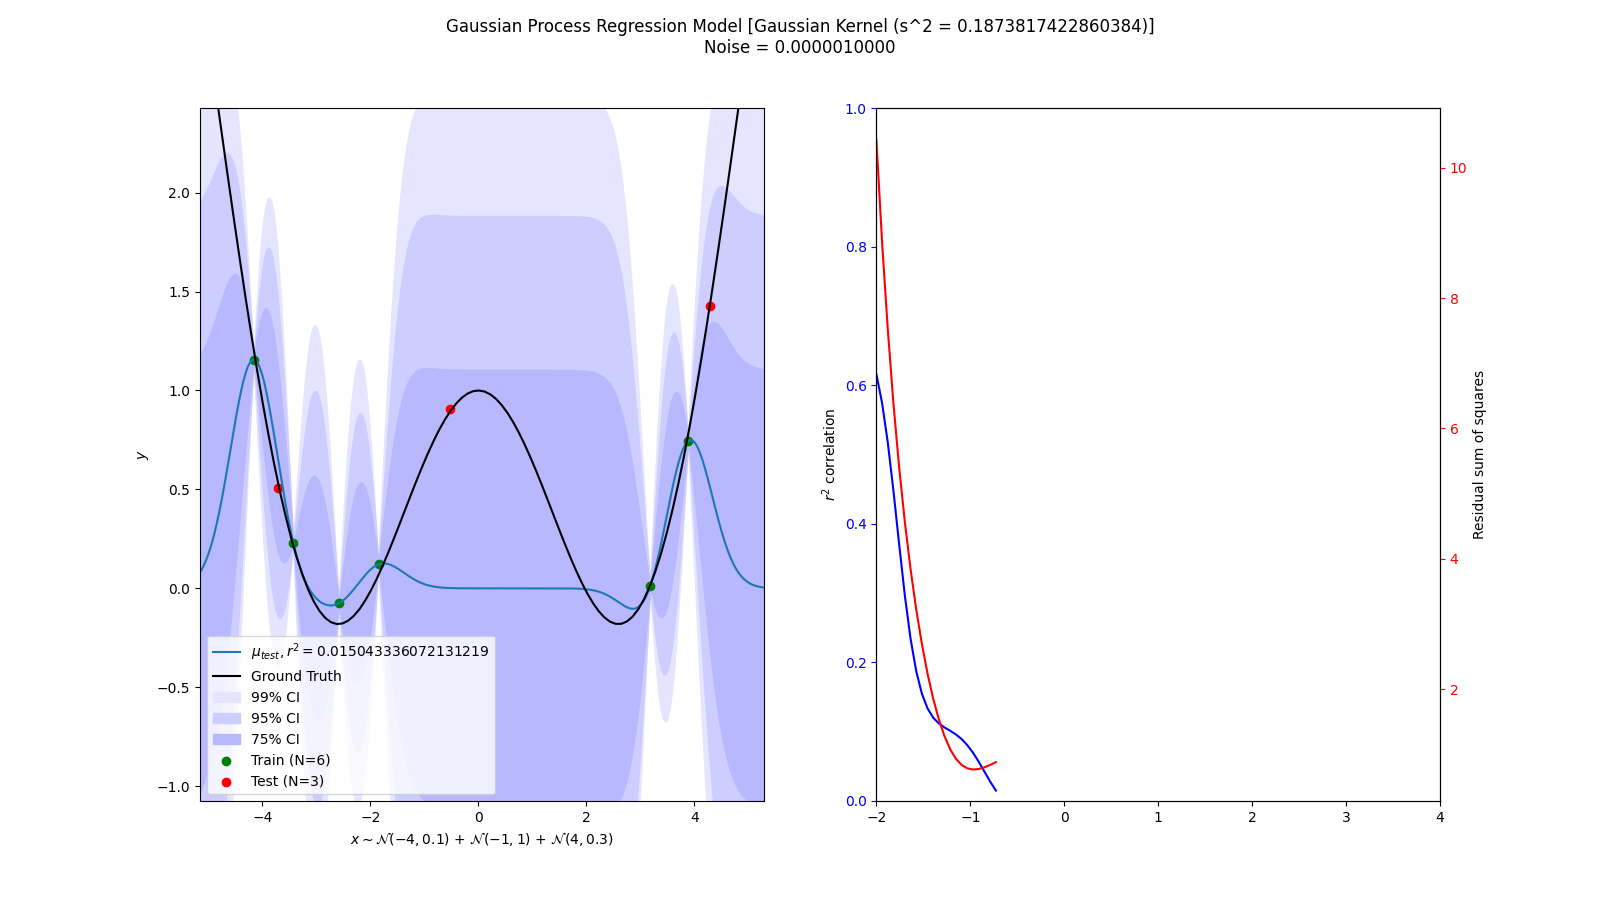 Gaussian Process Regression Model [Gaussian Kernel (s^2 = 0.1873817422860384)]
Noise = 0.0000010000
2.0
1.5
1.0
0.5
0.0
−0.5
−1.0
y
−4
−2
0
2
4
x ~ 𝒩(−4, 0.1) + 𝒩(−1, 1) + 𝒩(4, 0.3)
μ_test, r² = 0.015043336072131219
Ground Truth
99% CI
95% CI
75% CI
Train (N=6)
Test (N=3)
1.0
0.8
0.6
0.4
0.2
0.0
r² correlation
−2
−1
0
1
2
3
4
10
8
6
4
2
Residual sum of squares